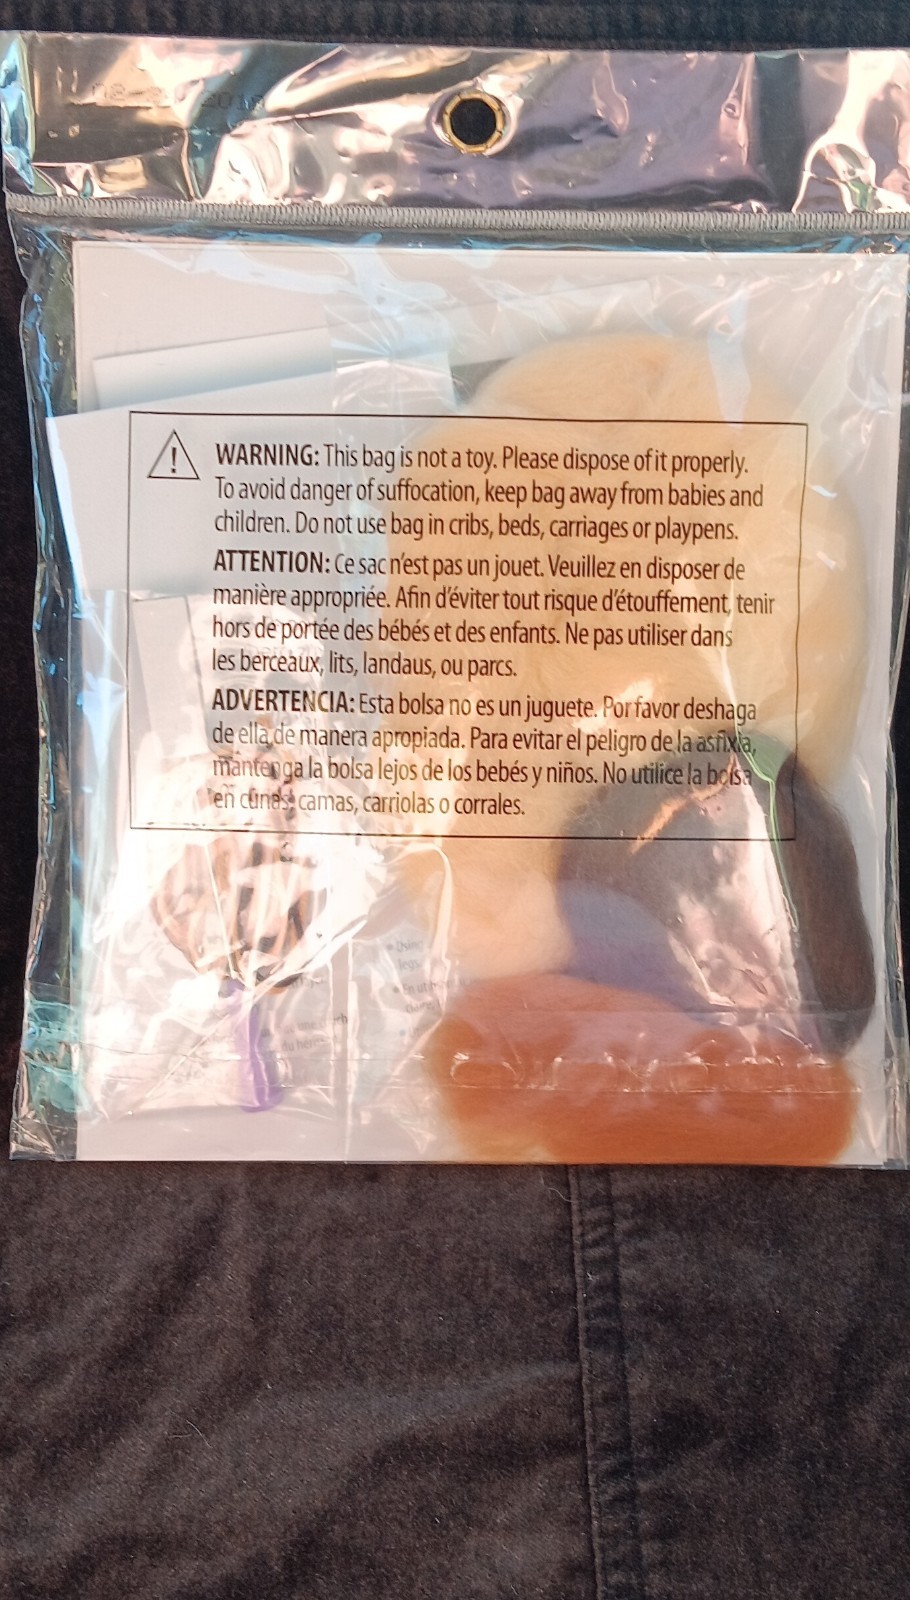 WARNING: This bag is not a toy. Please dispose of it properly.
To avoid danger of suffocation, keep bag away from babies and
children. Do not use bag in cribs, beds, carriages or playpens.
ATTENTION: Ce sac n'est pas un jouet. Veuillez en disposer de
manière appropriée. Afin d'éviter tout risque d'étouffement, tenir
hors de portée des bébés et des enfants. Ne pas utiliser dans
les berceaux, lits, landaus, ou parcs.
ADVERTENCIA: Esta bolsa no es un juguete. Por favor deshaga
de ella de manera apropiada. Para evitar el peligro de la asfixia,
mantenga la bolsa lejos de los bebés y niños. No utilice la bolsa
en cunas, camas, carriolas o corrales.
legs.